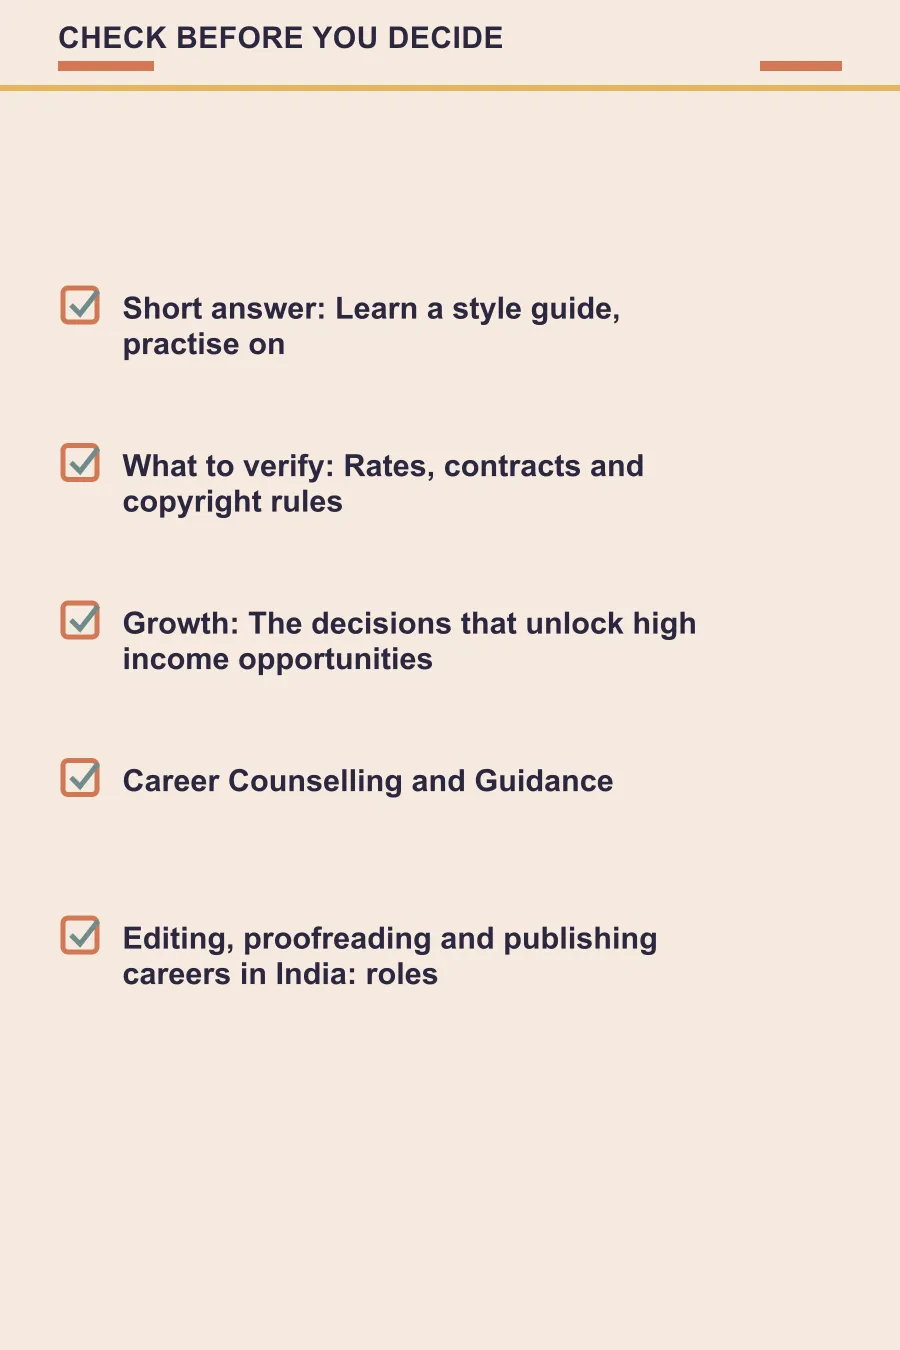 CHECK BEFORE YOU DECIDE
Short answer: Learn a style guide,
practise on
What to verify: Rates, contracts and
copyright rules
Growth: The decisions that unlock high
income opportunities
Career Counselling and Guidance
Editing, proofreading and publishing
careers in India: roles